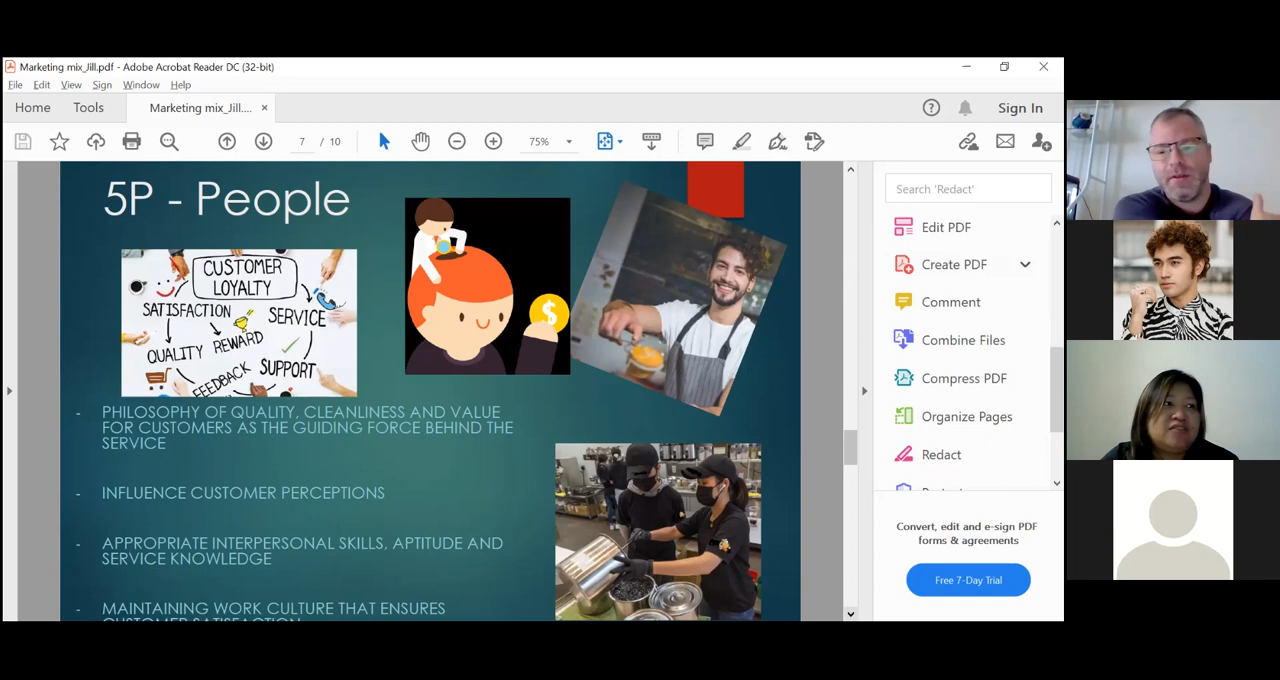 Marketing mix_Jill.pdf - Adobe Acrobat Reader DC (32-bit)
File Edit View Sign Window Help
Home Tools Marketing mix_Jill.... × Sign In
7 / 10 75%
5P - People
CUSTOMER
LOYALTY
SATISFACTION
SERVICE
QUALITY
REWARD
SUPPORT
FEEDBACK
$
- PHILOSOPHY OF QUALITY, CLEANLINESS AND VALUE
FOR CUSTOMERS AS THE GUIDING FORCE BEHIND THE
SERVICE
- INFLUENCE CUSTOMER PERCEPTIONS
- APPROPRIATE INTERPERSONAL SKILLS, APTITUDE AND
SERVICE KNOWLEDGE
- MAINTAINING WORK CULTURE THAT ENSURES
CUSTOMER SATISFACTION
Search 'Redact'
Edit PDF
Create PDF
Comment
Combine Files
Compress PDF
Organize Pages
Redact
Convert, edit and e-sign PDF
forms & agreements
Free 7-Day Trial